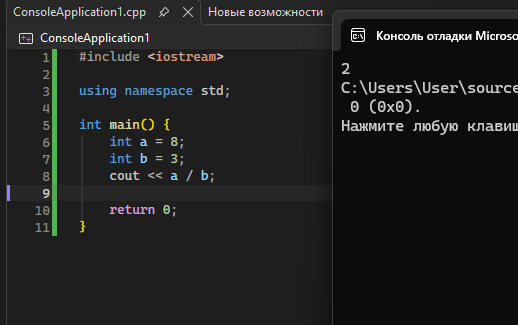 ConsoleApplication1.cpp
Новые возможности
ConsoleApplication1
1 #include <iostream>
2
3 using namespace std;
4
5 int main() {
6 int a = 8;
7 int b = 3;
8 cout << a / b;
9
10 return 0;
11 }
Консоль отладки Microso
2
C:\Users\User\source
0 (0x0).
Нажмите любую клавиш